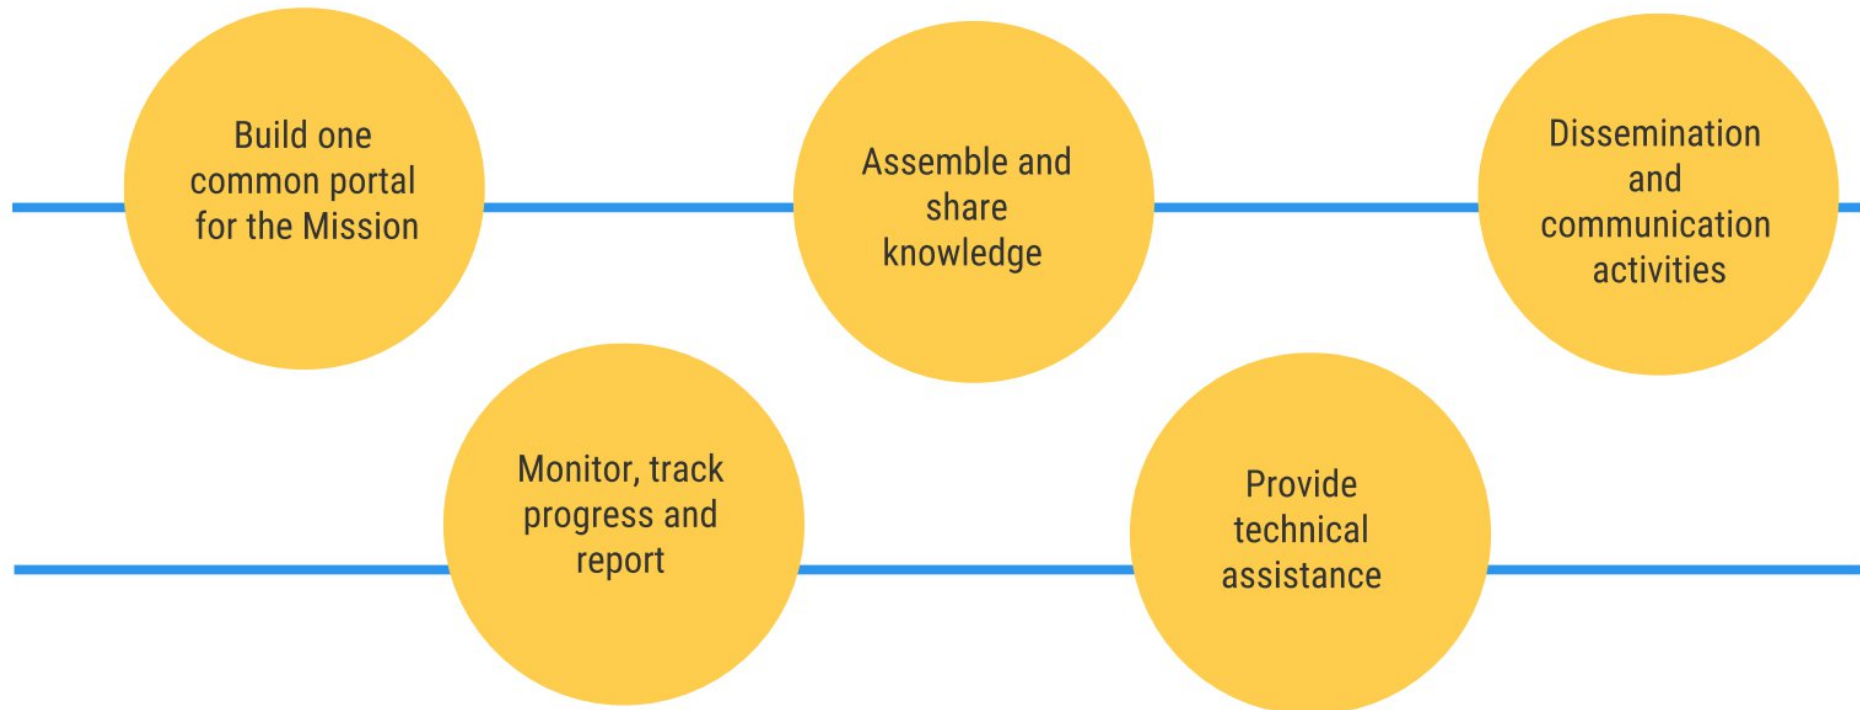 Build one
common portal
for the Mission
Assemble and
share
knowledge
Dissemination
and
communication
activities
Monitor, track
progress and
report
Provide
technical
assistance